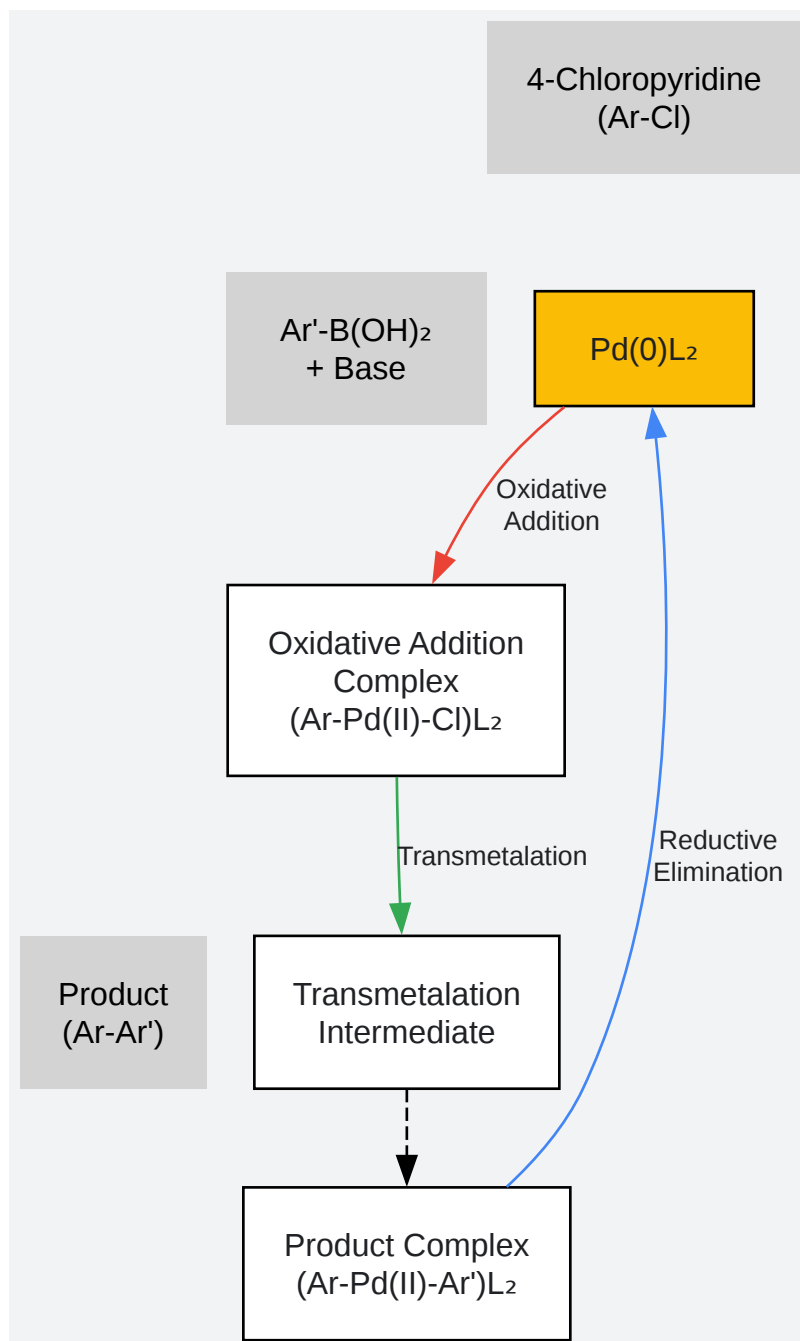 4-Chloropyridine
(Ar-Cl)
Ar'-B(OH)₂
+ Base
Pd(0)L₂
Oxidative
Addition
Oxidative Addition
Complex
(Ar-Pd(II)-Cl)L₂
Transmetalation
Reductive
Elimination
Product
(Ar-Ar')
Transmetalation
Intermediate
Product Complex
(Ar-Pd(II)-Ar')L₂